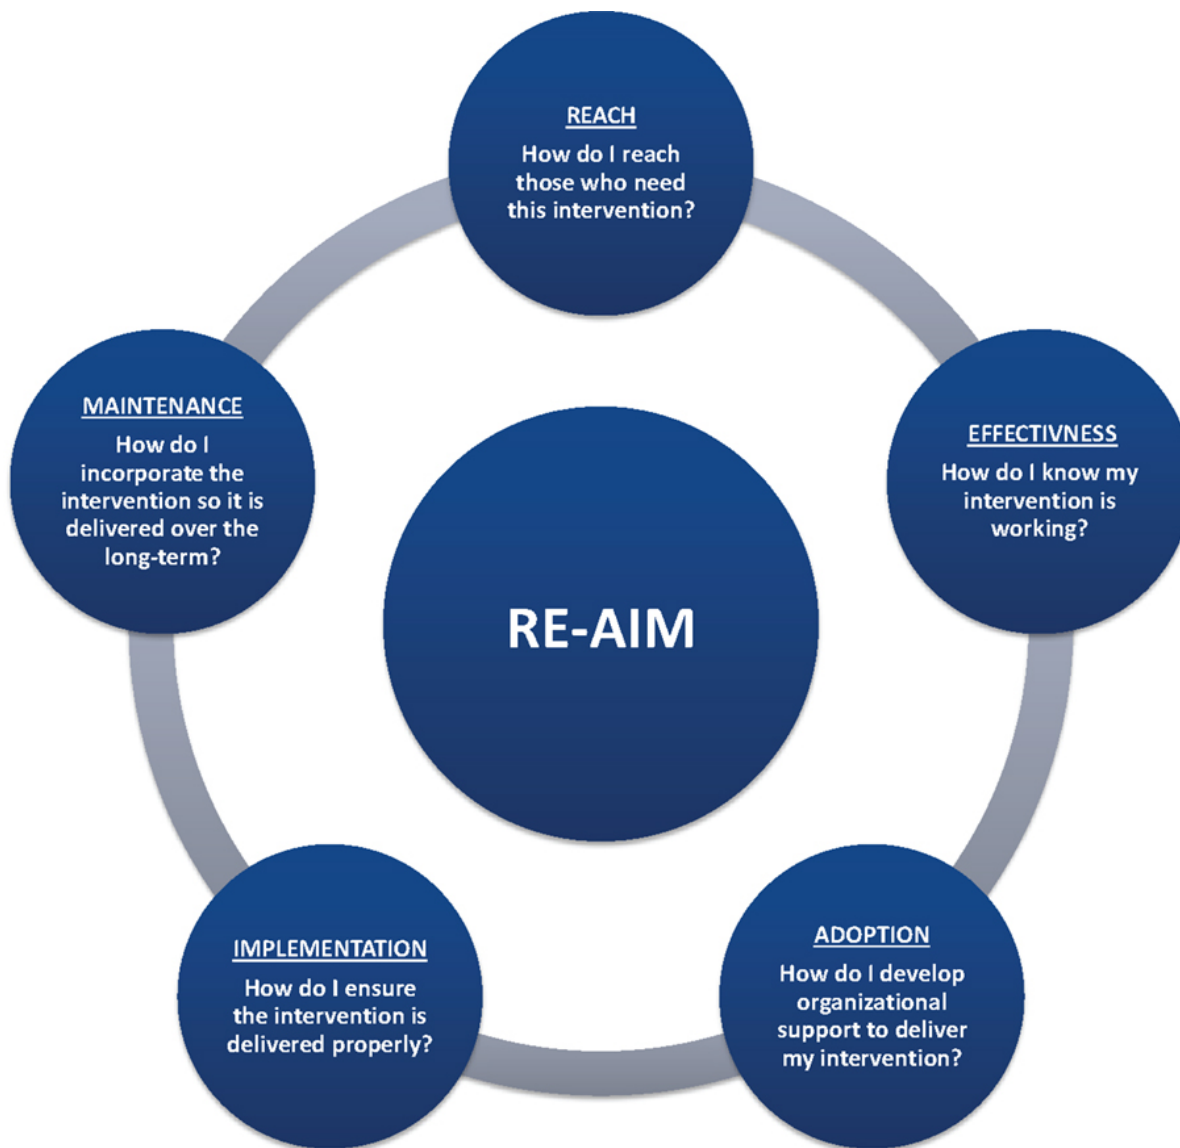 REACH
How do I reach
those who need
this intervention?
EFFECTIVNESS
How do I know my
intervention is
working?
ADOPTION
How do I develop
organizational
support to deliver
my intervention?
IMPLEMENTATION
How do I ensure
the intervention is
delivered properly?
MAINTENANCE
How do I
incorporate the
intervention so it is
delivered over the
long-term?
RE-AIM